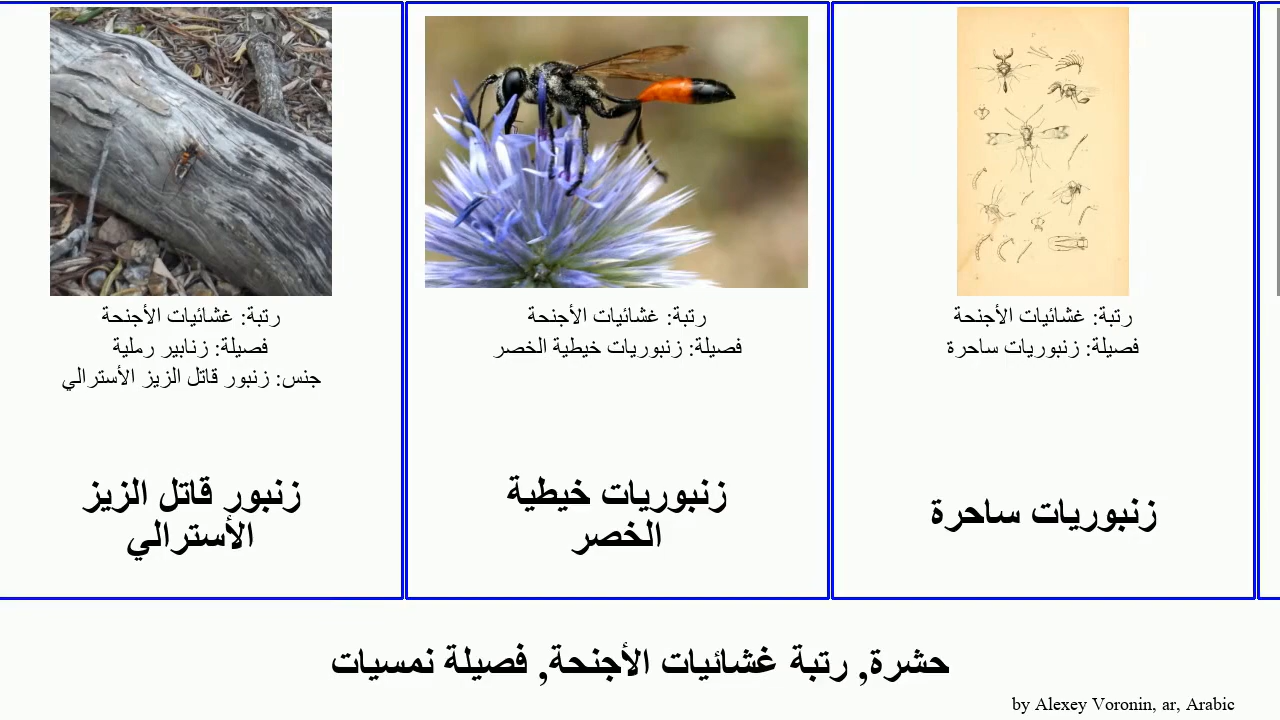 رتبة: غشائيات الأجنحة
فصيلة: زنابير رملية
جنس: زنبور قاتل الزيز الأسترالي
زنبور قاتل الزيز
الأسترالي
رتبة: غشائيات الأجنحة
فصيلة: زنبوريات خيطية الخصر
زنبوريات خيطية
الخصر
رتبة: غشائيات الأجنحة
فصيلة: زنبوريات ساحرة
زنبوريات ساحرة
حشرة, رتبة غشائيات الأجنحة, فصيلة نمسيات
by Alexey Voronin, ar, Arabic